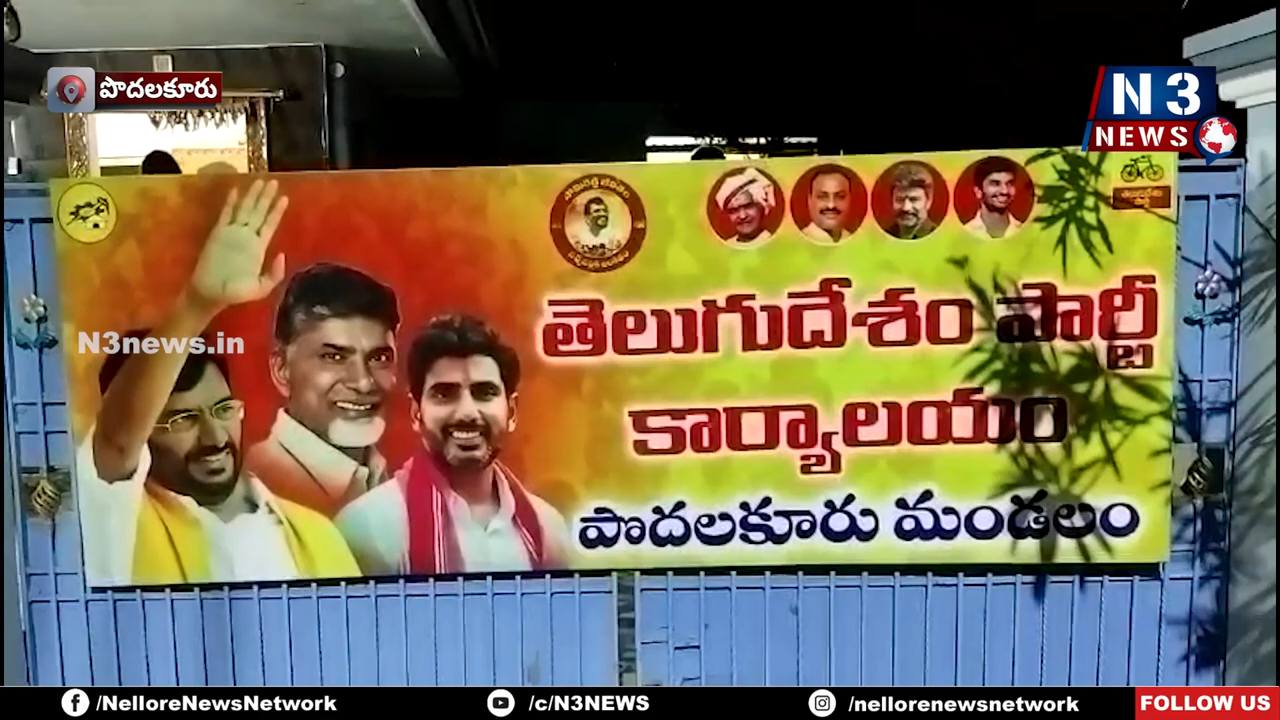 పొదలకూరు
N3
NEWS
N3news.in
తెలుగుదేశం పార్టీ
కార్యాలయం
పొదలకూరు మండలం
/NelloreNewsNetwork
/c/N3NEWS
/nellorenewsnetwork
FOLLOW US